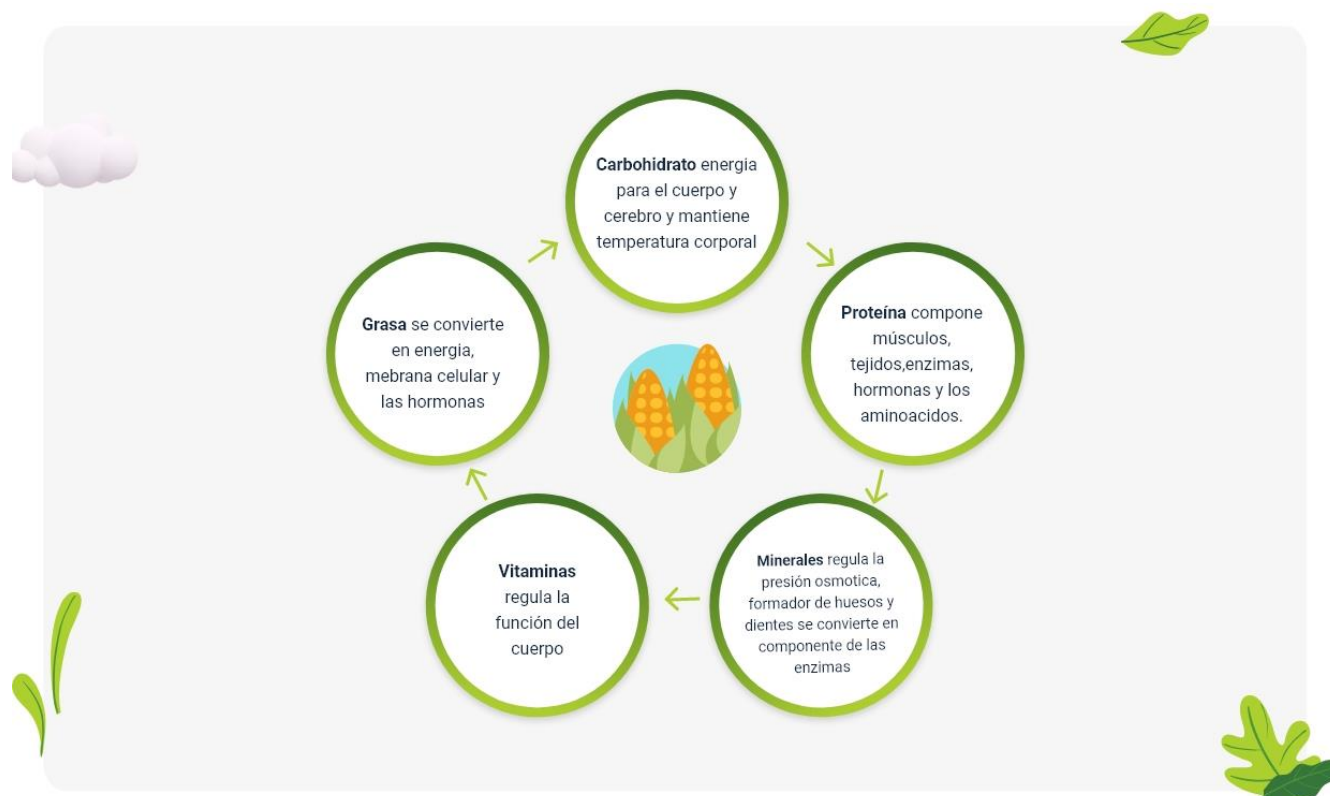 Carbohidrato energia
para el cuerpo y
cerebro y mantiene
temperatura corporal
Proteína compone
músculos,
tejidos,enzimas,
hormonas y los
aminoacidos.
Minerales regula la
presión osmotica,
formador de huesos y
dientes se convierte en
componente de las
enzimas
Vitaminas
regula la
función del
cuerpo
Grasa se convierte
en energia,
mebrana celular y
las hormonas